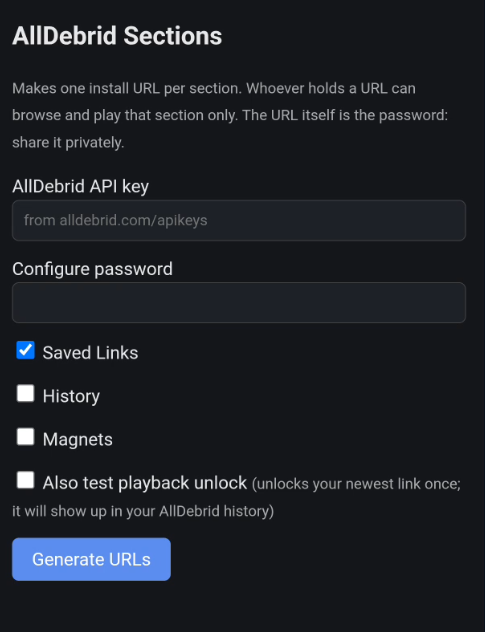 AllDebrid Sections
Makes one install URL per section. Whoever holds a URL can
browse and play that section only. The URL itself is the password:
share it privately.
AllDebrid API key
from alldebrid.com/apikeys
Configure password
Saved Links
History
Magnets
Also test playback unlock (unlocks your newest link once;
it will show up in your AllDebrid history)
Generate URLs